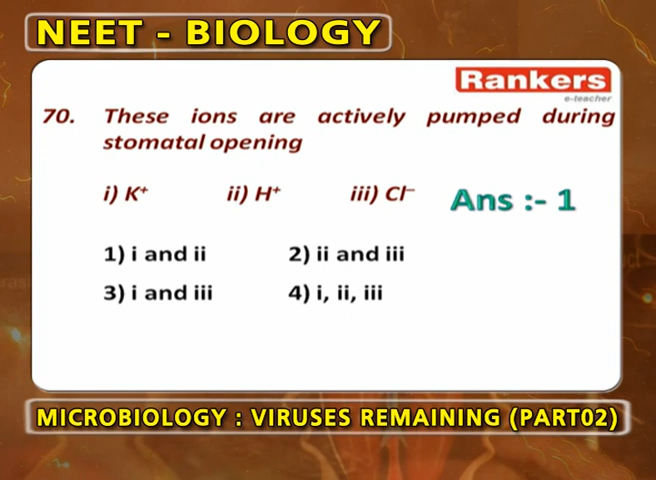 NEET - BIOLOGY
Rankers
e-teacher
70. These ions are actively pumped during
stomatal opening
i) K⁺ ii) H⁺ iii) Cl⁻ Ans :- 1
1) i and ii 2) ii and iii
3) i and iii 4) i, ii, iii
MICROBIOLOGY : VIRUSES REMAINING (PART02)